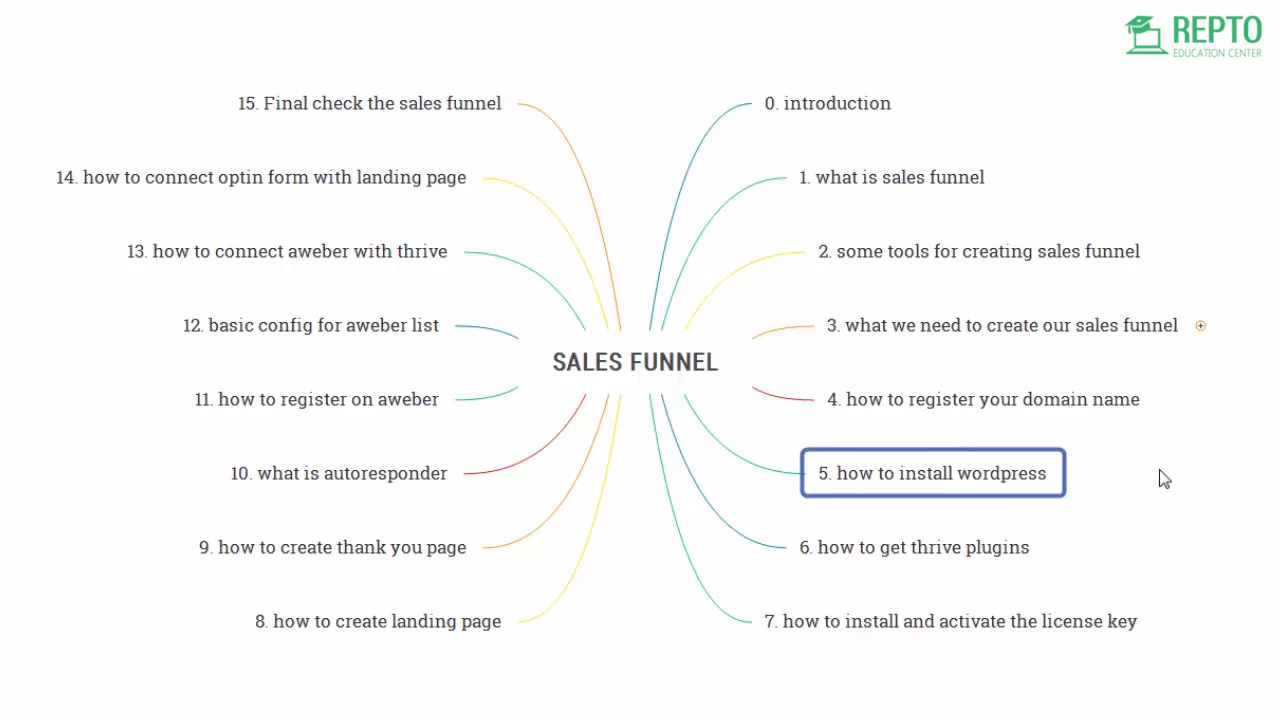 REPTO
EDUCATION CENTER
15. Final check the sales funnel
0. introduction
14. how to connect optin form with landing page
1. what is sales funnel
13. how to connect aweber with thrive
2. some tools for creating sales funnel
12. basic config for aweber list
3. what we need to create our sales funnel
SALES FUNNEL
11. how to register on aweber
4. how to register your domain name
10. what is autoresponder
5. how to install wordpress
9. how to create thank you page
6. how to get thrive plugins
8. how to create landing page
7. how to install and activate the license key